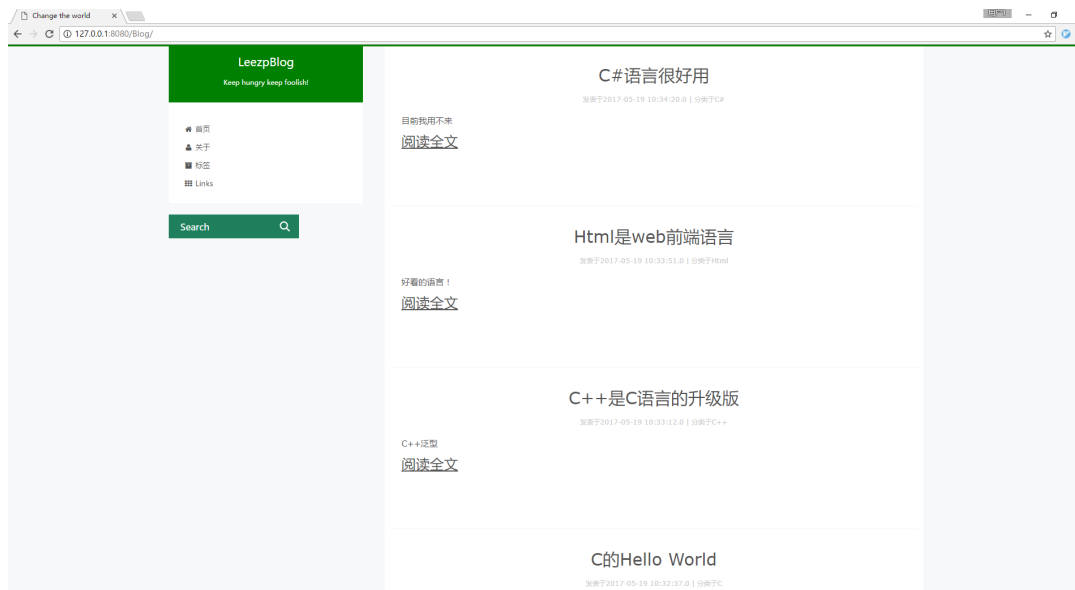 Change the world
127.0.0.1:8080/Blog/
LeezpBlog
Keep hungry keep foolish!
首页
关于
标签
Links
Search
C#语言很好用
发表于2017-05-19 10:34:20.0 | 分类于C#
目前我用不来
阅读全文
Html是web前端语言
发表于2017-05-19 10:33:51.0 | 分类于Html
好看的语言！
阅读全文
C++是C语言的升级版
发表于2017-05-19 10:33:12.0 | 分类于C++
C++泛型
阅读全文
C的Hello World
发表于2017-05-19 10:32:37.0 | 分类于C